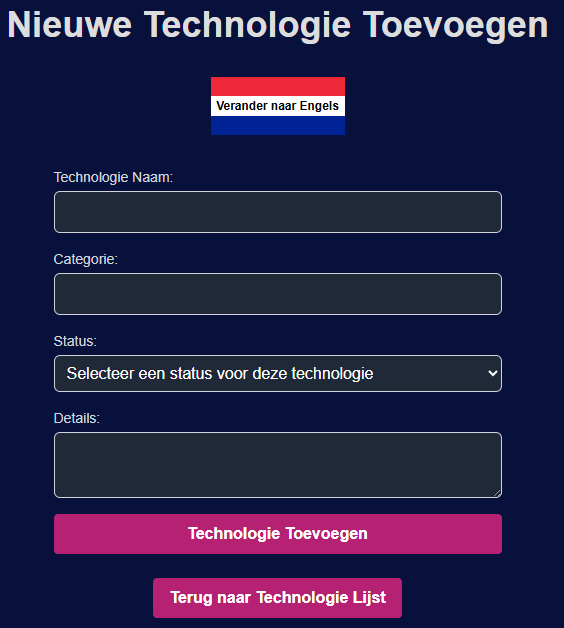 Nieuwe Technologie Toevoegen
Verander naar Engels
Technologie Naam:
Categorie:
Status:
Selecteer een status voor deze technologie
Details:
Technologie Toevoegen
Terug naar Technologie Lijst